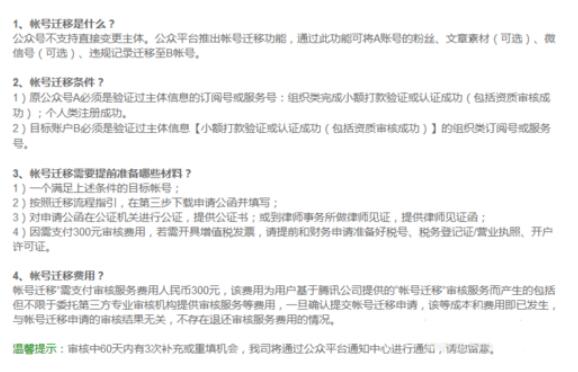 1、帐号迁移是什么？
公众号不支持直接变更主体。公众平台推出帐号迁移功能，通过此功能可将A账号的粉丝、文章素材（可选）、微
信号（可选）、违规记录迁移至B帐号。
2、帐号迁移条件？
1）原公众号A必须是验证过主体信息的订阅号或服务号：组织类完成小额打款验证或认证成功（包括资质审核成
功）；个人类注册成功。
2）目标账户B必须是验证过主体信息【小额打款验证或认证成功（包括资质审核成功）】的组织类订阅号或服务
号。
3、帐号迁移需要提前准备哪些材料？
1）一个满足上述条件的目标帐号；
2）按照迁移流程指引，在第三步下载申请公函并填写；
3）对申请公函在公证机关进行公证，提供公证书；或到律师事务所做律师见证，提供律师见证函；
4）因需支付300元审核费用，若需开具增值税发票，请提前和财务申请准备好税号、税务登记证/营业执照、开户
许可证。
4、帐号迁移费用？
帐号迁移"需支付审核服务费用人民币300元，该费用为用户基于腾讯公司提供的"帐号迁移"审核服务而产生的包括
但不限于委托第三方专业审核机构提供审核服务等费用，一旦确认提交帐号迁移申请，该等成本和费用即已发生，
与帐号迁移申请的审核结果无关，不存在退还审核服务费用的情况。
温馨提示：审核中60天内有3次补充或重填机会，我司将通过公众平台通知中心进行通知，请您留意。